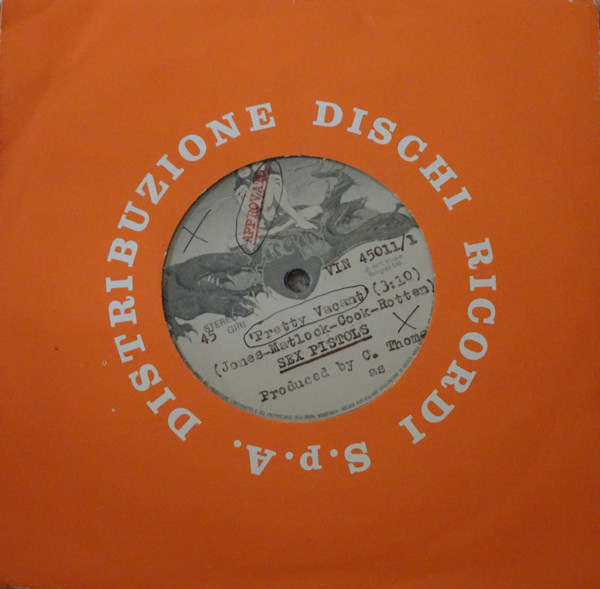 DISTRIBUZIONE DISCHI RICORDI S.p.A.
APPROVATO
VIN 45011/1
STEREO
45 GIRI
'Pretty Vacant (3:10)
(Jones-Matlock-Cook-Rotten)
SEX PISTOLS
Produced by C. Thomas